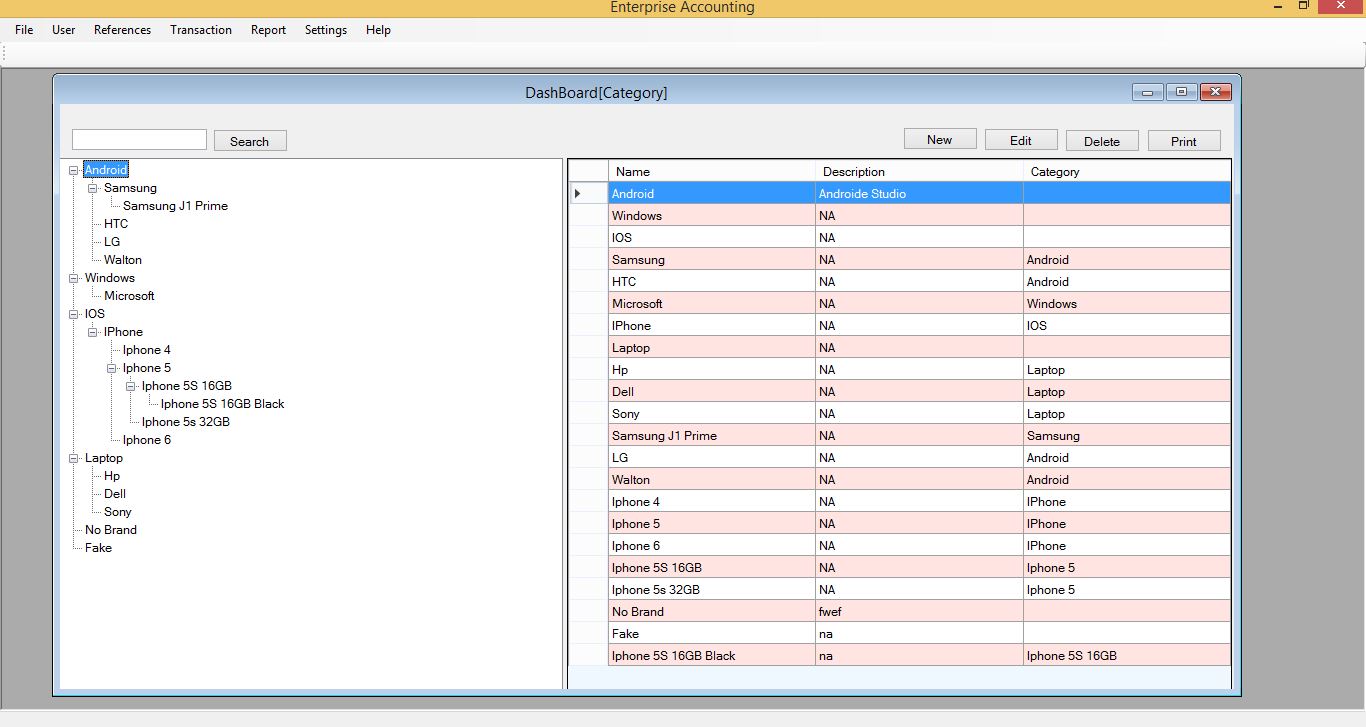 Enterprise Accounting
File User References Transaction Report Settings Help
DashBoard[Category]
Search New Edit Delete Print
Android
Samsung
Samsung J1 Prime
HTC
LG
Walton
Windows
Microsoft
IOS
IPhone
Iphone 4
Iphone 5
Iphone 5S 16GB
Iphone 5S 16GB Black
Iphone 5s 32GB
Iphone 6
Laptop
Hp
Dell
Sony
No Brand
Fake
Name Description Category
Android Androide Studio
Windows NA
IOS NA
Samsung NA Android
HTC NA Android
Microsoft NA Windows
IPhone NA IOS
Laptop NA
Hp NA Laptop
Dell NA Laptop
Sony NA Laptop
Samsung J1 Prime NA Samsung
LG NA Android
Walton NA Android
Iphone 4 NA IPhone
Iphone 5 NA IPhone
Iphone 6 NA IPhone
Iphone 5S 16GB NA Iphone 5
Iphone 5s 32GB NA Iphone 5
No Brand fwef
Fake na
Iphone 5S 16GB Black na Iphone 5S 16GB